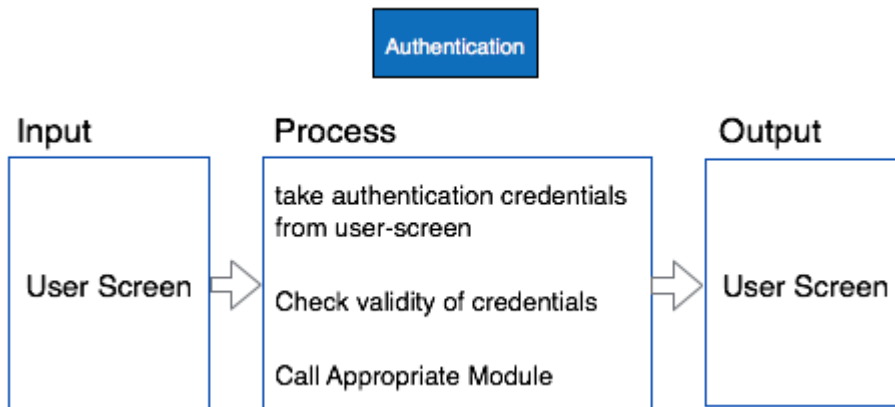 Authentication
Input
Process
Output
User Screen
take authentication credentials
from user-screen
Check validity of credentials
Call Appropriate Module
User Screen